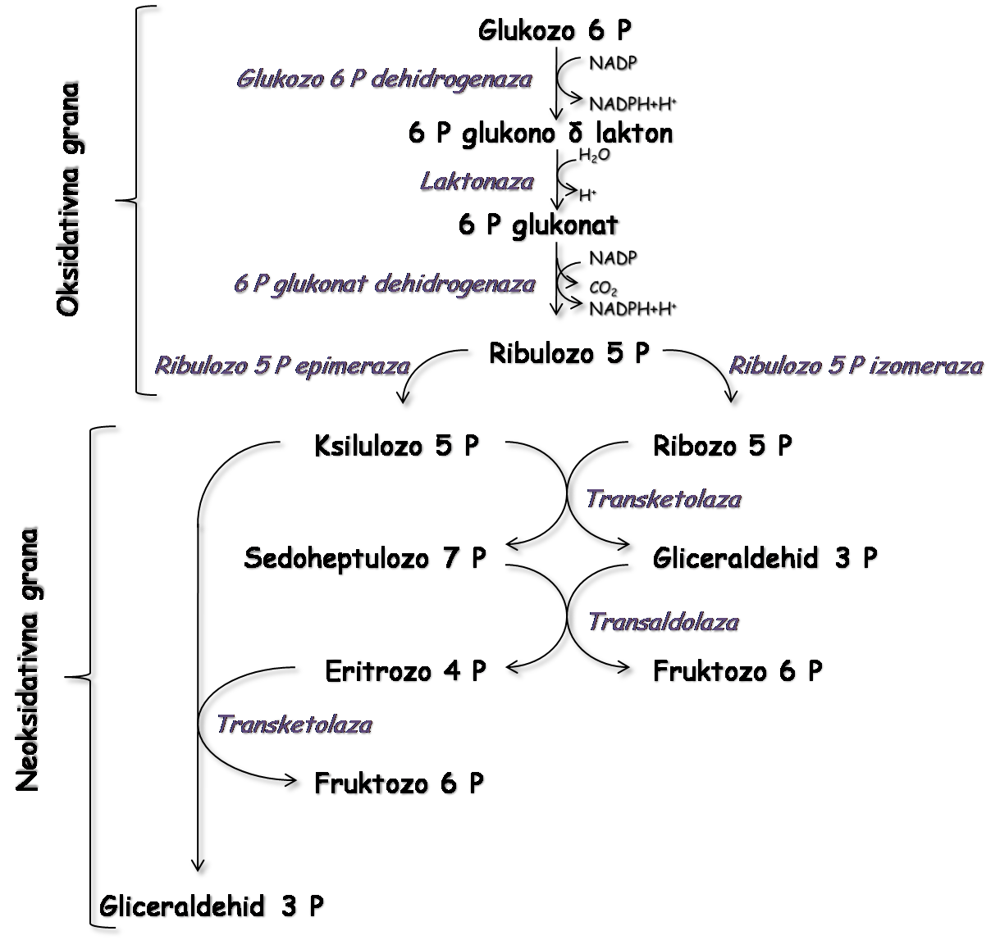 Oksidativna grana
Glukozo 6 P
Glukozo 6 P dehidrogenaza
NADP
NADPH+H⁺
6 P glukono δ lakton
Laktonaza
H₂O
H⁺
6 P glukonat
6 P glukonat dehidrogenaza
NADP
CO₂
NADPH+H⁺
Ribulozo 5 P
Ribulozo 5 P epimeraza
Ribulozo 5 P izomeraza
Neoksidativna grana
Ksilulozo 5 P
Ribozo 5 P
Transketolaza
Sedoheptulozo 7 P
Gliceraldehid 3 P
Transaldolaza
Eritrozo 4 P
Fruktozo 6 P
Transketolaza
Fruktozo 6 P
Gliceraldehid 3 P